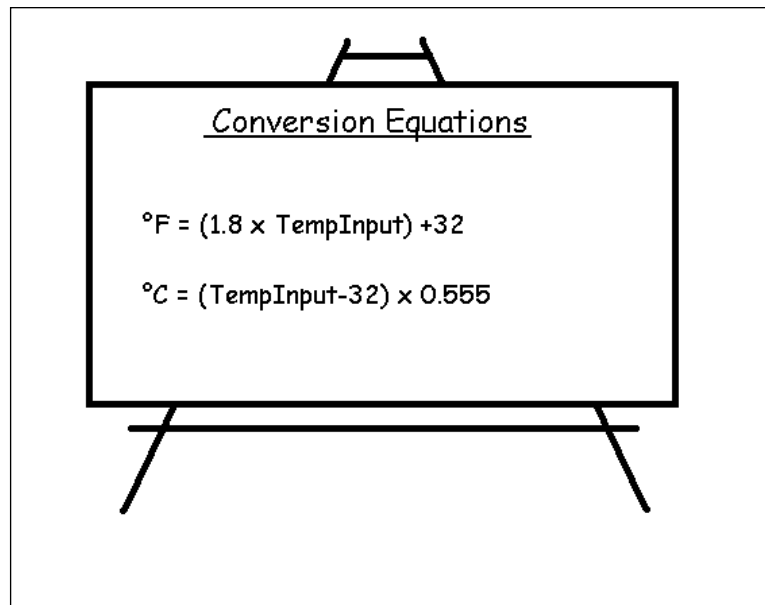 Conversion Equations
°F = (1.8 x TempInput) +32
°C = (TempInput-32) x 0.555